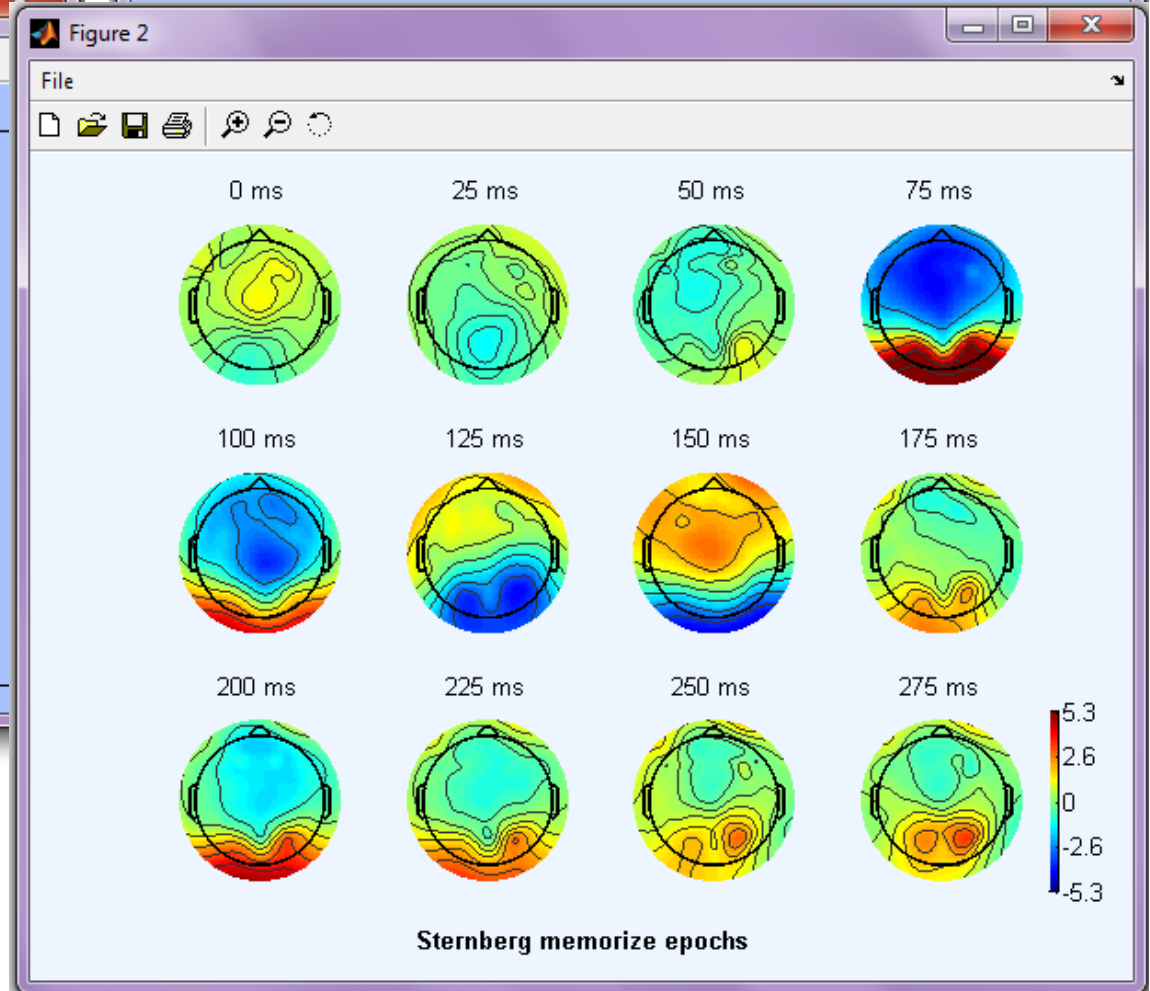 Figure 2
File
0 ms 25 ms 50 ms 75 ms
100 ms 125 ms 150 ms 175 ms
200 ms 225 ms 250 ms 275 ms
5.3
2.6
0
-2.6
-5.3
Sternberg memorize epochs